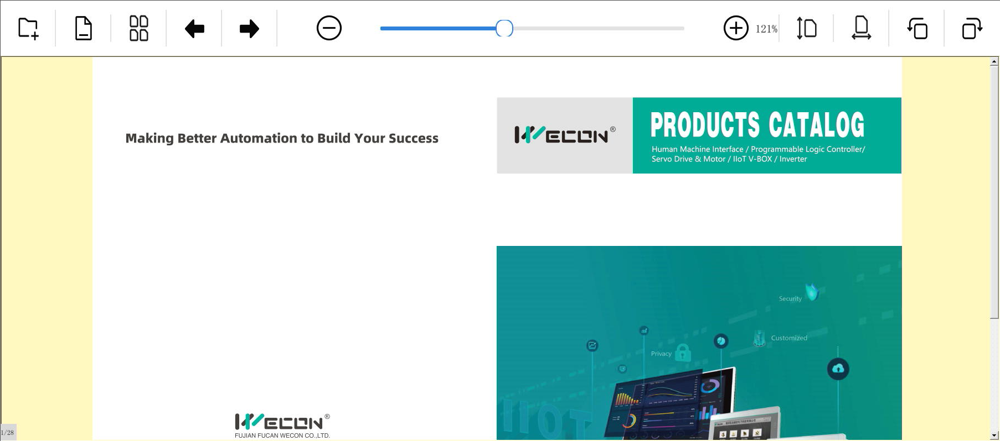 121%
Making Better Automation to Build Your Success
WECON®
PRODUCTS CATALOG
Human Machine Interface / Programmable Logic Controller/
Servo Drive & Motor / IIoT V-BOX / Inverter
Security
Customized
Privacy
IIOT
WECON®
FUJIAN FUCAN WECON CO.,LTD.
1/28